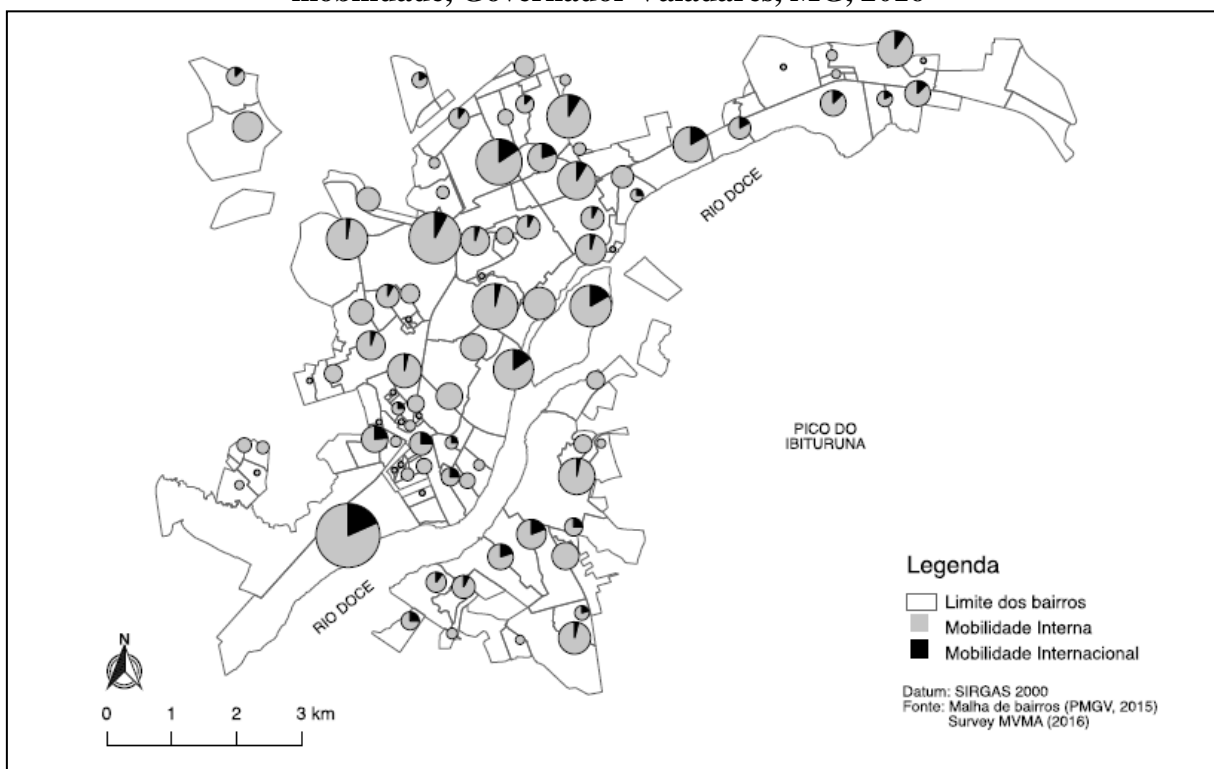 mobilidade, Governador Valadares, MG, 2016
RIO DOCE
PICO DO
IBITURUNA
RIO DOCE
Legenda
Limite dos bairros
Mobilidade Interna
Mobilidade Internacional
N
0 1 2 3 km
Datum: SIRGAS 2000
Fonte: Malha de bairros (PMGV, 2015)
Survey MVMA (2016)